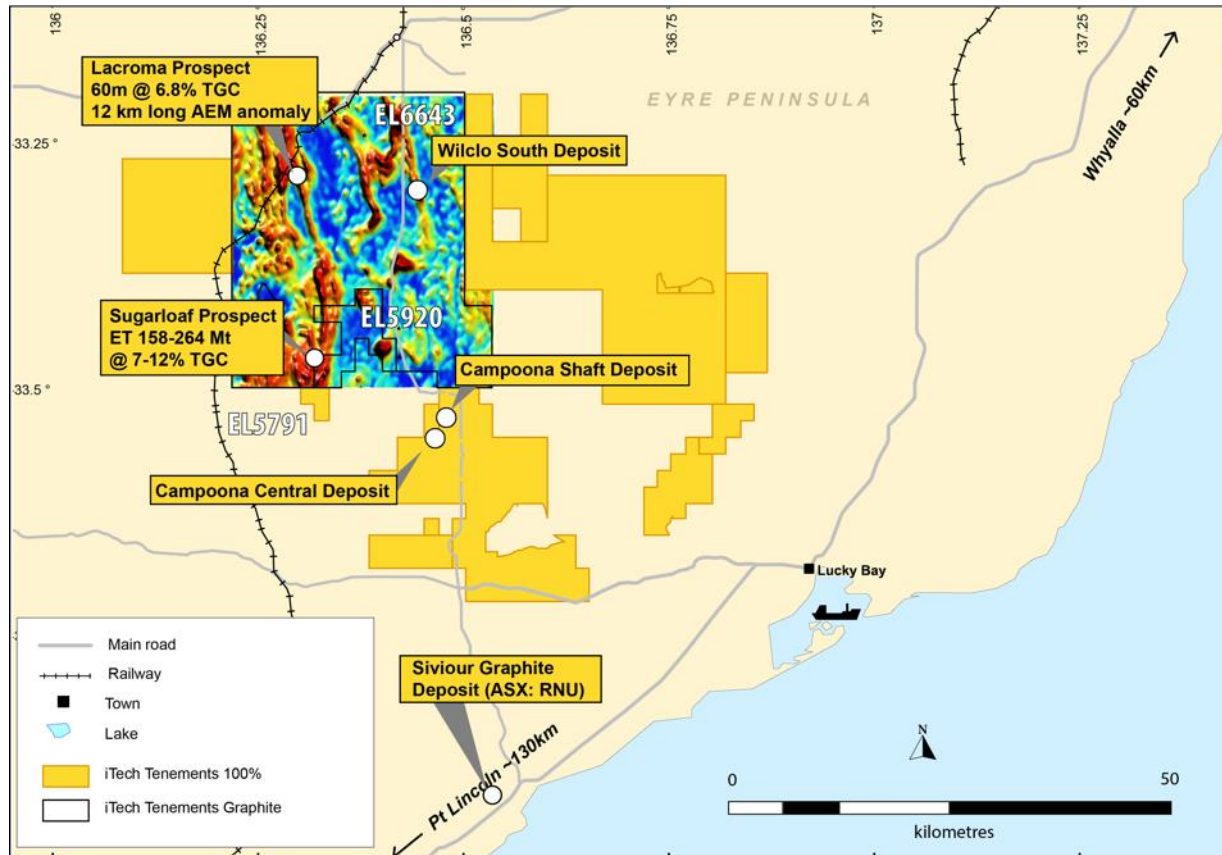 136
136.25
136.5
136.75
137
137.25
Lacroma Prospect
60m @ 6.8% TGC
12 km long AEM anomaly
EL6643
EYRE PENINSULA
Whyalla ~60km
33.25 °
Wilclo South Deposit
Sugarloaf Prospect
ET 158-264 Mt
@ 7-12% TGC
EL5920
Campoona Shaft Deposit
33.5 °
EL5791
Campoona Central Deposit
Lucky Bay
Main road
Railway
Town
Lake
iTech Tenements 100%
iTech Tenements Graphite
Siviour Graphite
Deposit (ASX: RNU)
Pt Lincoln ~130km
N
0
50
kilometres